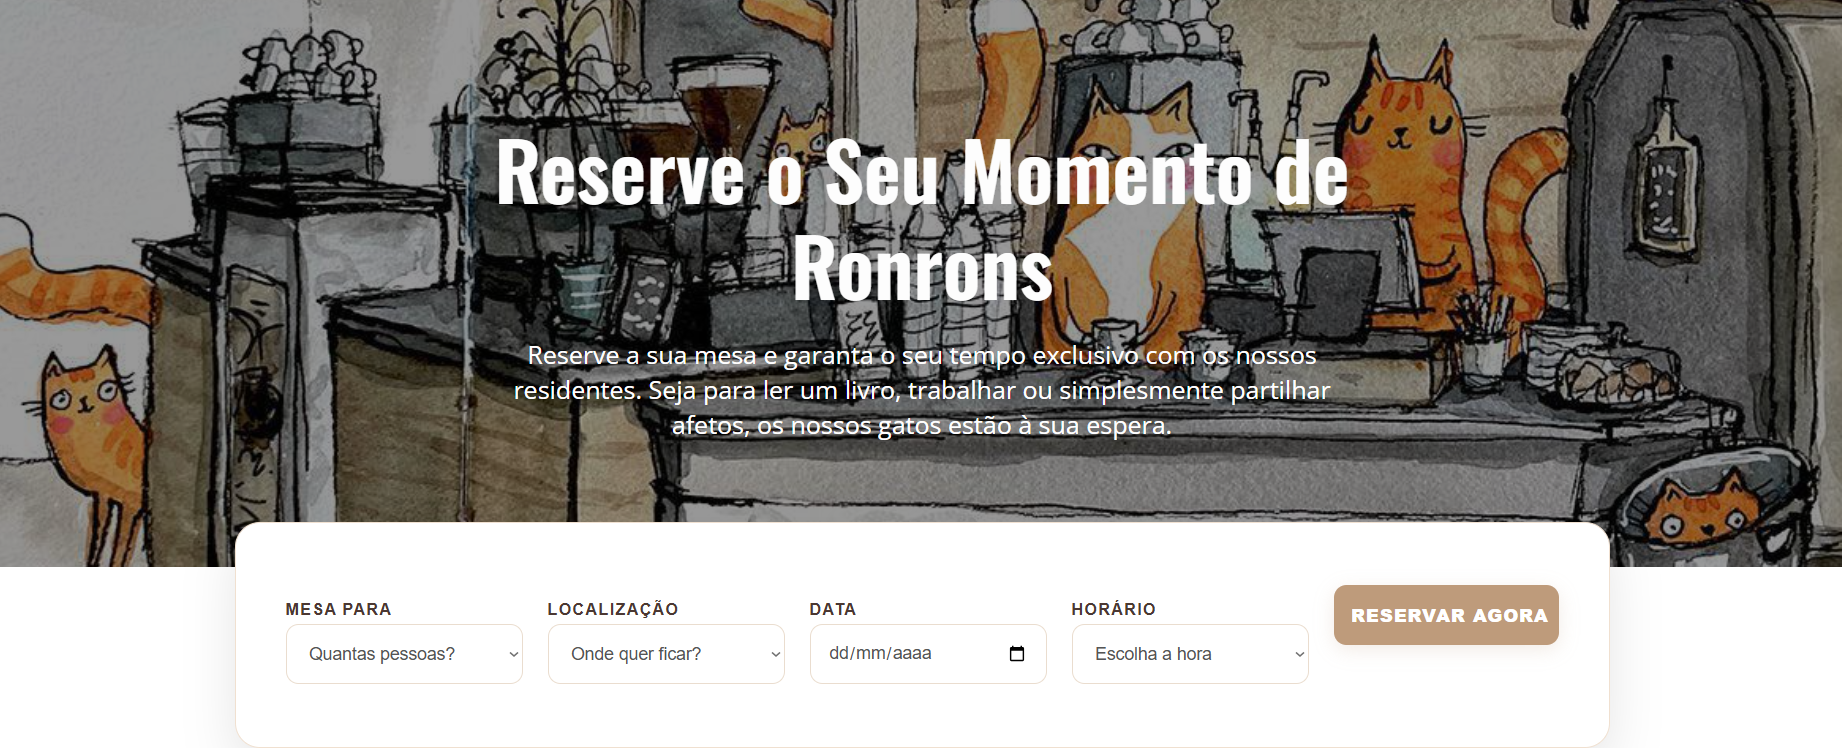 Reserve o Seu Momento de
Ronrons
Reserve a sua mesa e garanta o seu tempo exclusivo com os nossos
residentes. Seja para ler um livro, trabalhar ou simplesmente partilhar
afetos, os nossos gatos estão à sua espera.
MESA PARA
LOCALIZAÇÃO
DATA
HORÁRIO
RESERVAR AGORA
Quantas pessoas?
Onde quer ficar?
dd/mm/aaaa
Escolha a hora